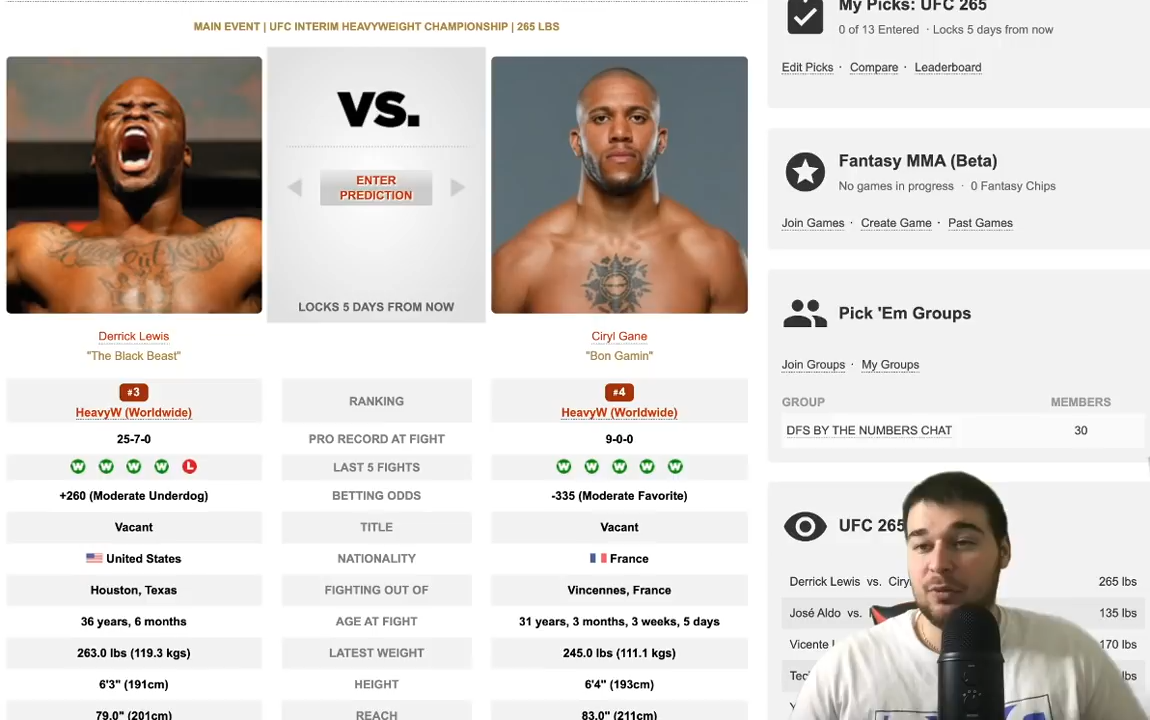 MAIN EVENT | UFC INTERIM HEAVYWEIGHT CHAMPIONSHIP | 265 LBS
VS.
ENTER
PREDICTION
LOCKS 5 DAYS FROM NOW
Derrick Lewis
"The Black Beast"
Ciryl Gane
"Bon Gamin"
#3
HeavyW (Worldwide)
RANKING
#4
HeavyW (Worldwide)
25-7-0 PRO RECORD AT FIGHT 9-0-0
W W W W L LAST 5 FIGHTS W W W W W
+260 (Moderate Underdog) BETTING ODDS -335 (Moderate Favorite)
Vacant TITLE Vacant
United States NATIONALITY France
Houston, Texas FIGHTING OUT OF Vincennes, France
36 years, 6 months AGE AT FIGHT 31 years, 3 months, 3 weeks, 5 days
263.0 lbs (119.3 kgs) LATEST WEIGHT 245.0 lbs (111.1 kgs)
6'3" (191cm) HEIGHT 6'4" (193cm)
79.0" (201cm) REACH 83.0" (211cm)
My Picks: UFC 265
0 of 13 Entered · Locks 5 days from now
Edit Picks · Compare · Leaderboard
Fantasy MMA (Beta)
No games in progress · 0 Fantasy Chips
Join Games · Create Game · Past Games
Pick 'Em Groups
Join Groups · My Groups
GROUP MEMBERS
DFS BY THE NUMBERS CHAT 30
UFC 265
Derrick Lewis vs. Ciry 265 lbs
José Aldo vs. 135 lbs
Vicente 170 lbs
lbs